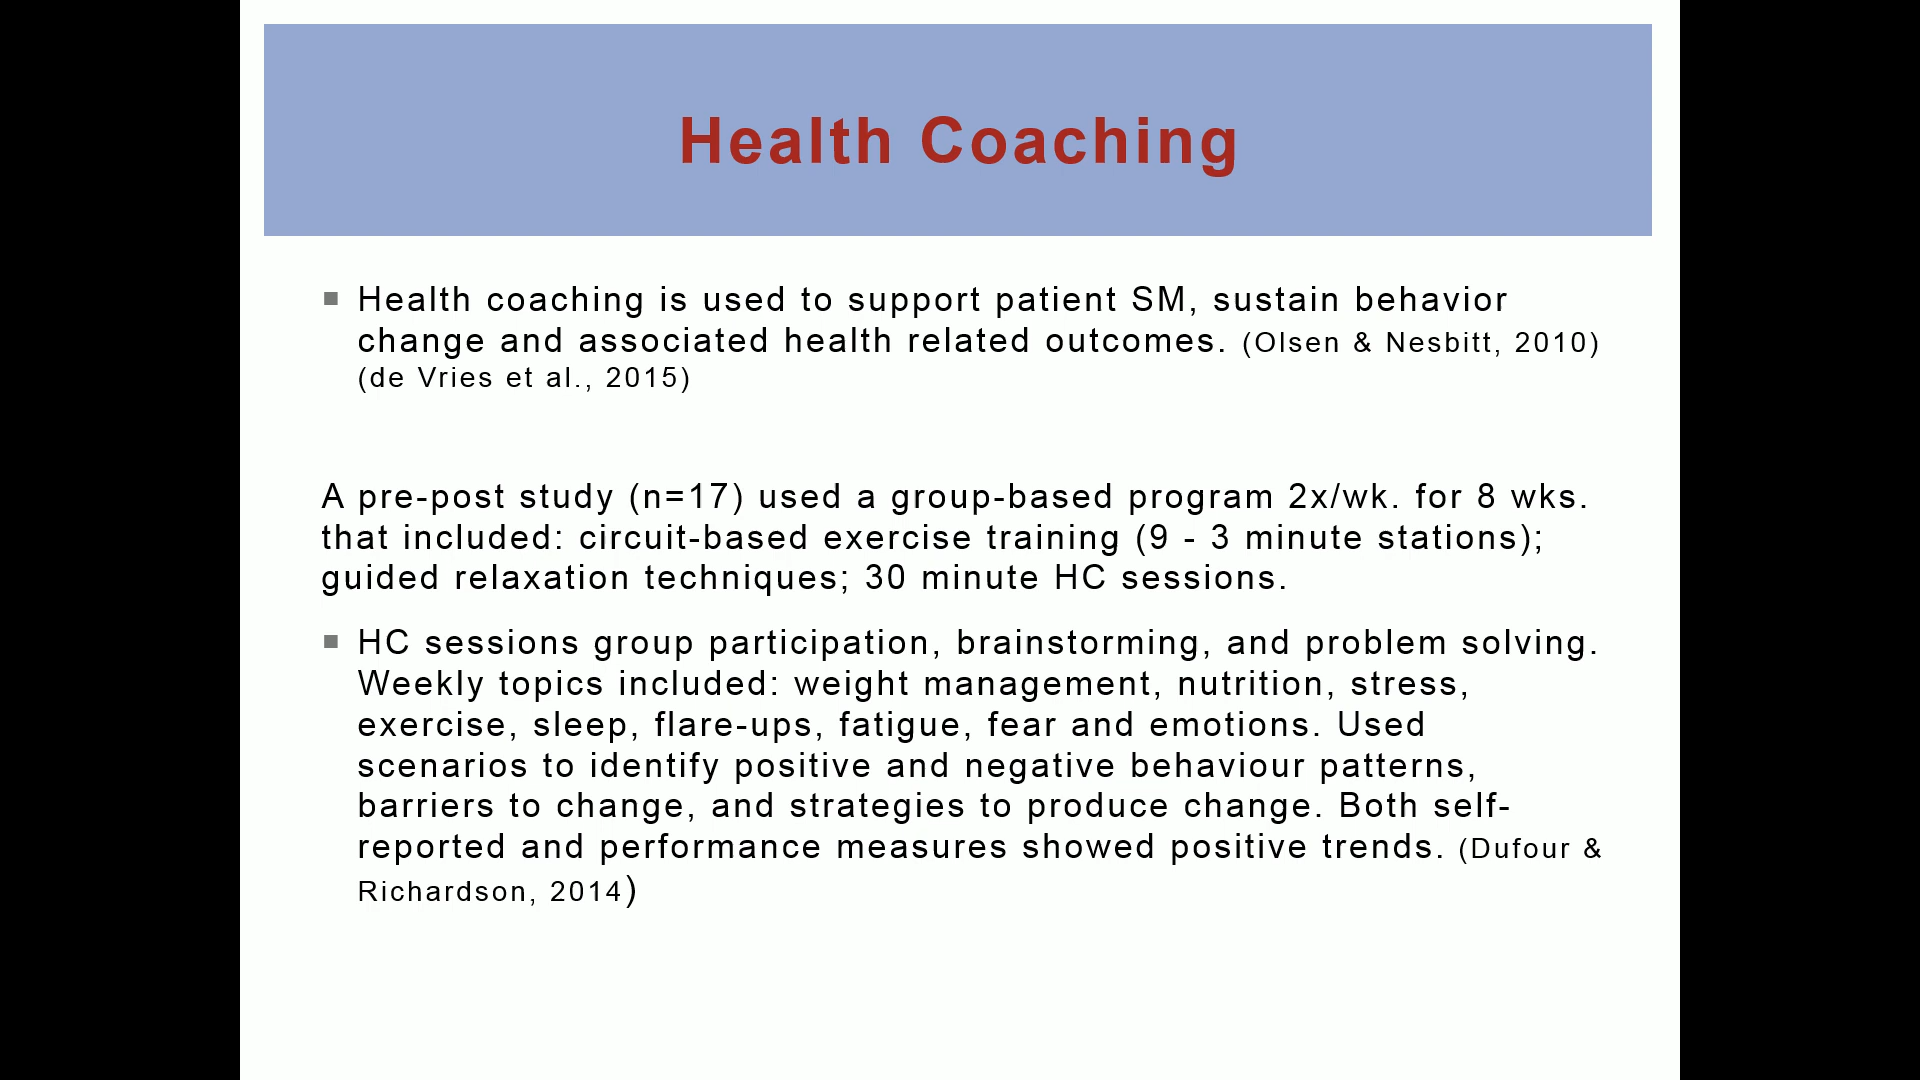 Health Coaching
Health coaching is used to support patient SM, sustain behavior
change and associated health related outcomes. (Olsen & Nesbitt, 2010)
(de Vries et al., 2015)
A pre-post study (n=17) used a group-based program 2x/wk. for 8 wks.
that included: circuit-based exercise training (9 - 3 minute stations);
guided relaxation techniques; 30 minute HC sessions.
HC sessions group participation, brainstorming, and problem solving.
Weekly topics included: weight management, nutrition, stress,
exercise, sleep, flare-ups, fatigue, fear and emotions. Used
scenarios to identify positive and negative behaviour patterns,
barriers to change, and strategies to produce change. Both self-
reported and performance measures showed positive trends. (Dufour &
Richardson, 2014)